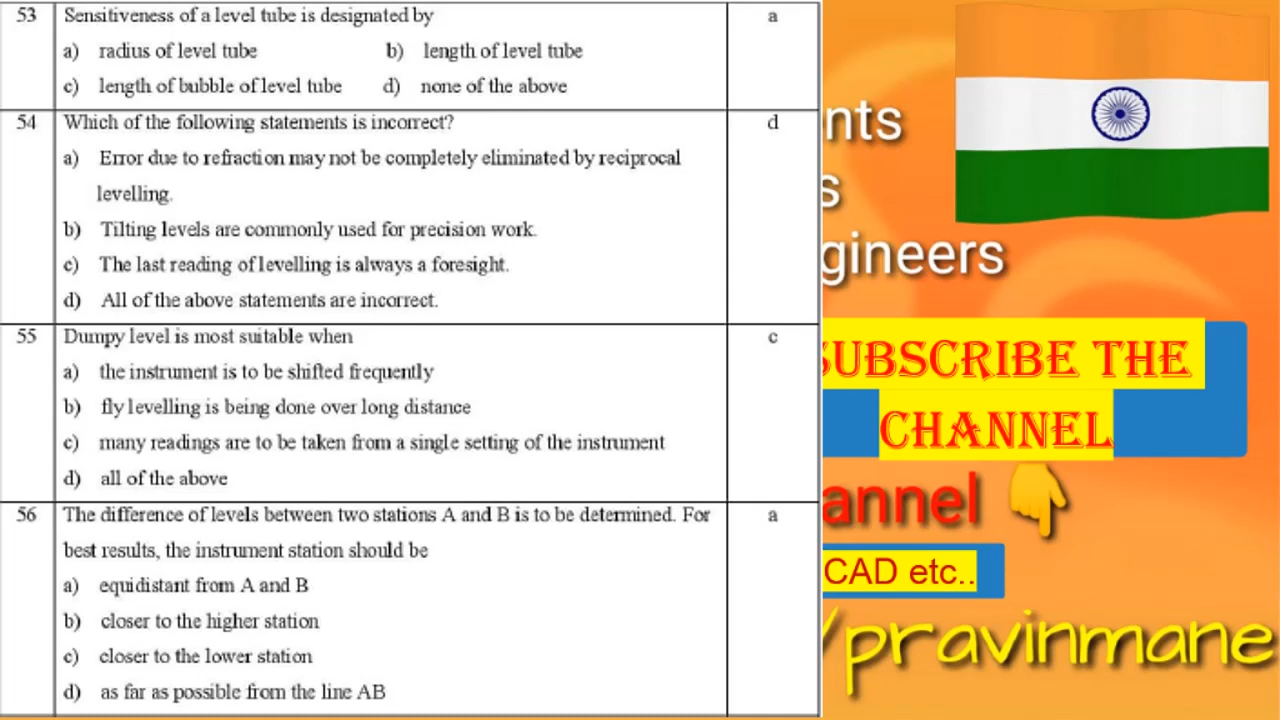 53 Sensitiveness of a level tube is designated by a
a) radius of level tube b) length of level tube
c) length of bubble of level tube d) none of the above
54 Which of the following statements is incorrect? d
a) Error due to refraction may not be completely eliminated by reciprocal
levelling.
b) Tilting levels are commonly used for precision work.
c) The last reading of levelling is always a foresight.
d) All of the above statements are incorrect.
55 Dumpy level is most suitable when c
a) the instrument is to be shifted frequently
b) fly levelling is being done over long distance
c) many readings are to be taken from a single setting of the instrument
d) all of the above
56 The difference of levels between two stations A and B is to be determined. For a
best results, the instrument station should be
a) equidistant from A and B
b) closer to the higher station
c) closer to the lower station
d) as far as possible from the line AB
nts
s
gineers
SUBSCRIBE THE
CHANNEL
annel
CAD etc..
/pravinmane